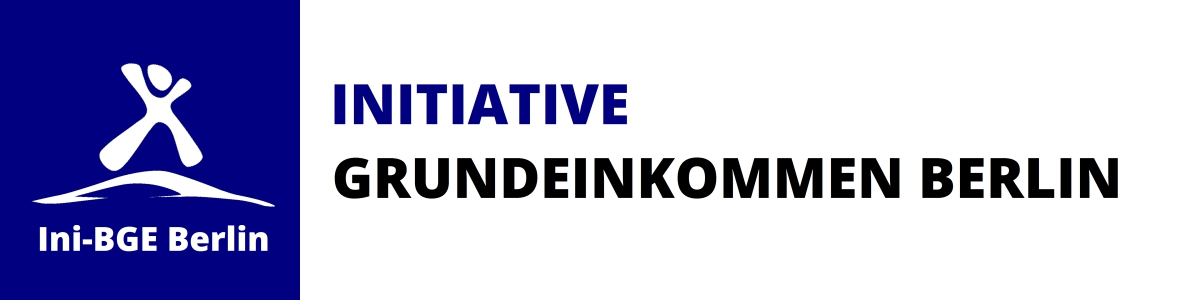 Ini-BGE Berlin
INITIATIVE
GRUNDEINKOMMEN BERLIN